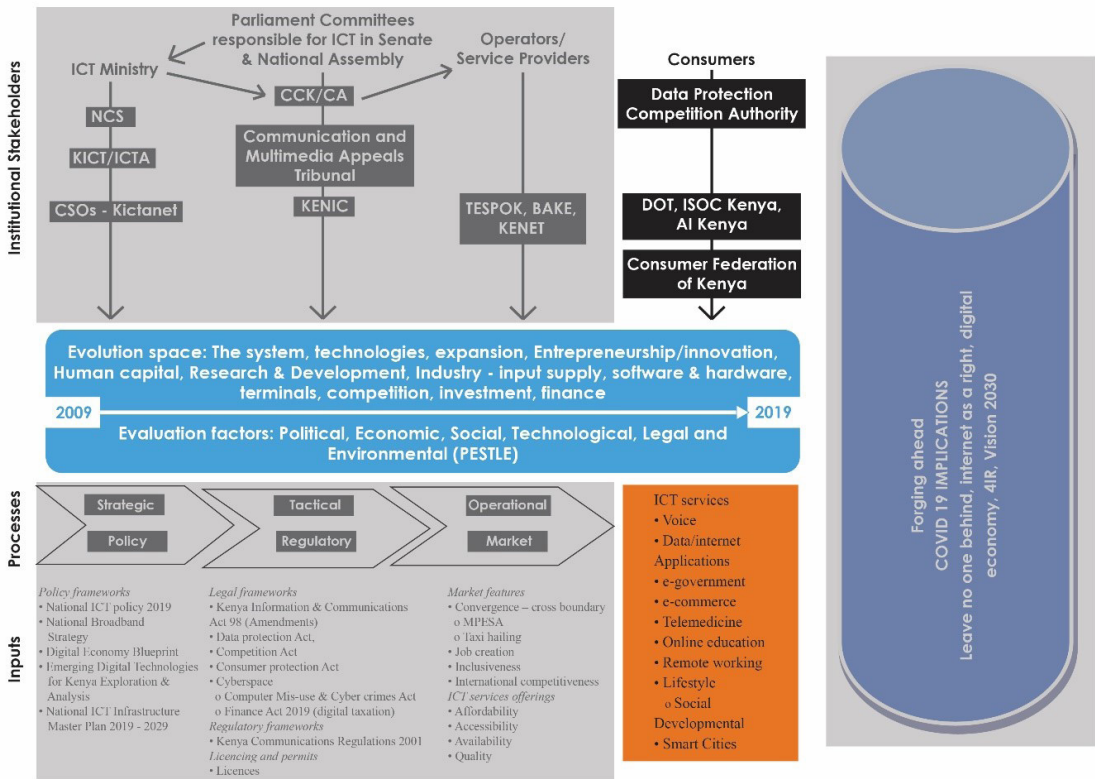 Institutional Stakeholders
Parliament Committees
responsible for ICT in Senate
& National Assembly
ICT Ministry
Operators/
Service Providers
Consumers
NCS
KICT/ICTA
CSOs - Kictanet
CCK/CA
Communication and
Multimedia Appeals
Tribunal
KENIC
TESPOK, BAKE,
KENET
Data Protection
Competition Authority
DOT, ISOC Kenya,
AI Kenya
Consumer Federation
of Kenya
Evolution space: The system, technologies, expansion, Entrepreneurship/innovation,
Human capital, Research & Development, Industry - input supply, software & hardware,
terminals, competition, investment, finance
2009
2019
Evaluation factors: Political, Economic, Social, Technological, Legal and
Environmental (PESTLE)
Processes
Strategic
Policy
Tactical
Regulatory
Operational
Market
Inputs
Policy frameworks
• National ICT policy 2019
• National Broadband
Strategy
• Digital Economy Blueprint
• Emerging Digital Technologies
for Kenya Exploration &
Analysis
• National ICT Infrastructure
Master Plan 2019 - 2029
Legal frameworks
• Kenya Information & Communications
Act 98 (Amendments)
• Data protection Act,
• Competition Act
• Consumer protection Act
• Cyberspace
o Computer Mis-use & Cyber crimes Act
o Finance Act 2019 (digital taxation)
Regulatory frameworks
• Kenya Communications Regulations 2001
Licencing and permits
• Licences
Market features
• Convergence – cross boundary
o MPESA
o Taxi hailing
• Job creation
• Inclusiveness
• International competitiveness
ICT services offerings
• Affordability
• Accessibility
• Availability
• Quality
ICT services
• Voice
• Data/internet
Applications
• e-government
• e-commerce
• Telemedicine
• Online education
• Remote working
• Lifestyle
o Social
Developmental
• Smart Cities
Forging ahead
COVID 19 IMPLICATIONS
Leave no one behind, internet as a right, digital
economy, 4IR, Vision 2030